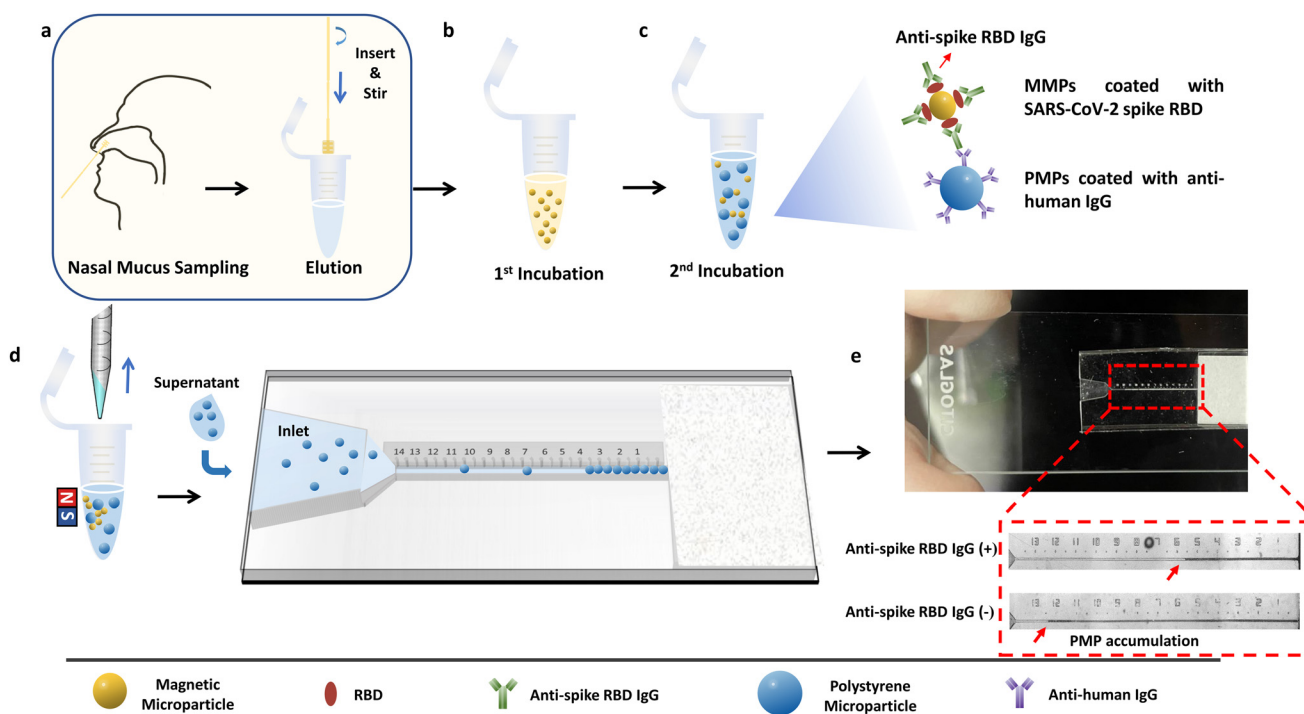 a
Insert
&
Stir
Nasal Mucus Sampling
Elution
b
1st Incubation
c
2nd Incubation
Anti-spike RBD IgG
MMPs coated with
SARS-CoV-2 spike RBD
PMPs coated with anti-
human IgG
d
N
S
Supernatant
Inlet
14 13 12 11 10 9 8 7 6 5 4 3 2 1
e
Anti-spike RBD IgG (+)
Anti-spike RBD IgG (-)
PMP accumulation
Magnetic
Microparticle
RBD
Anti-spike RBD IgG
Polystyrene
Microparticle
Anti-human IgG